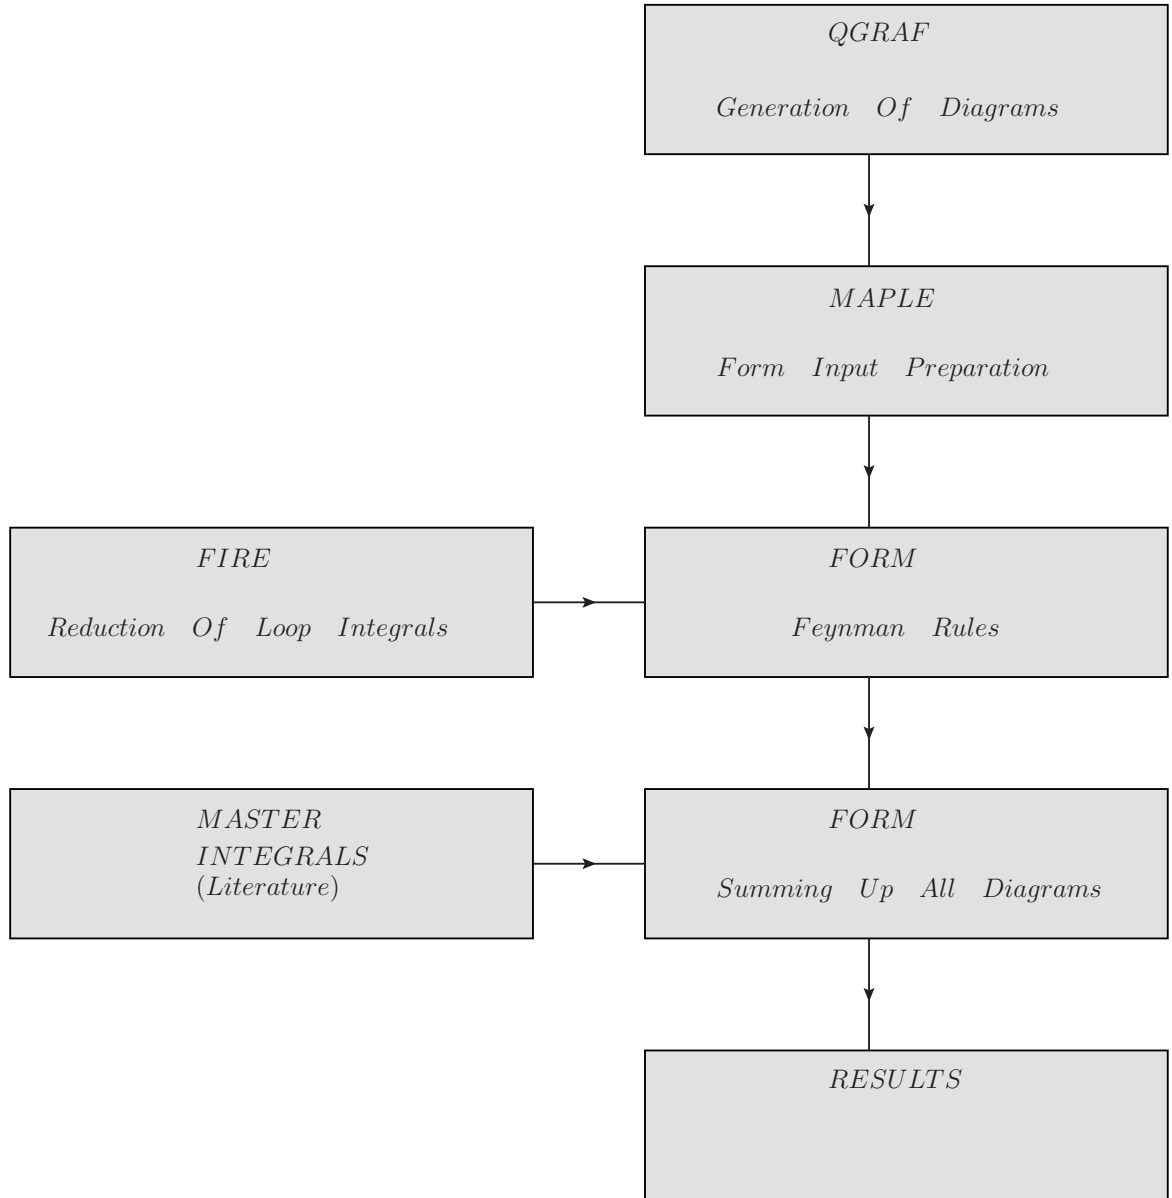 QGRAF
Generation Of Diagrams
MAPLE
Form Input Preparation
FIRE
Reduction Of Loop Integrals
FORM
Feynman Rules
MASTER
INTEGRALS
(Literature)
FORM
Summing Up All Diagrams
RESULTS